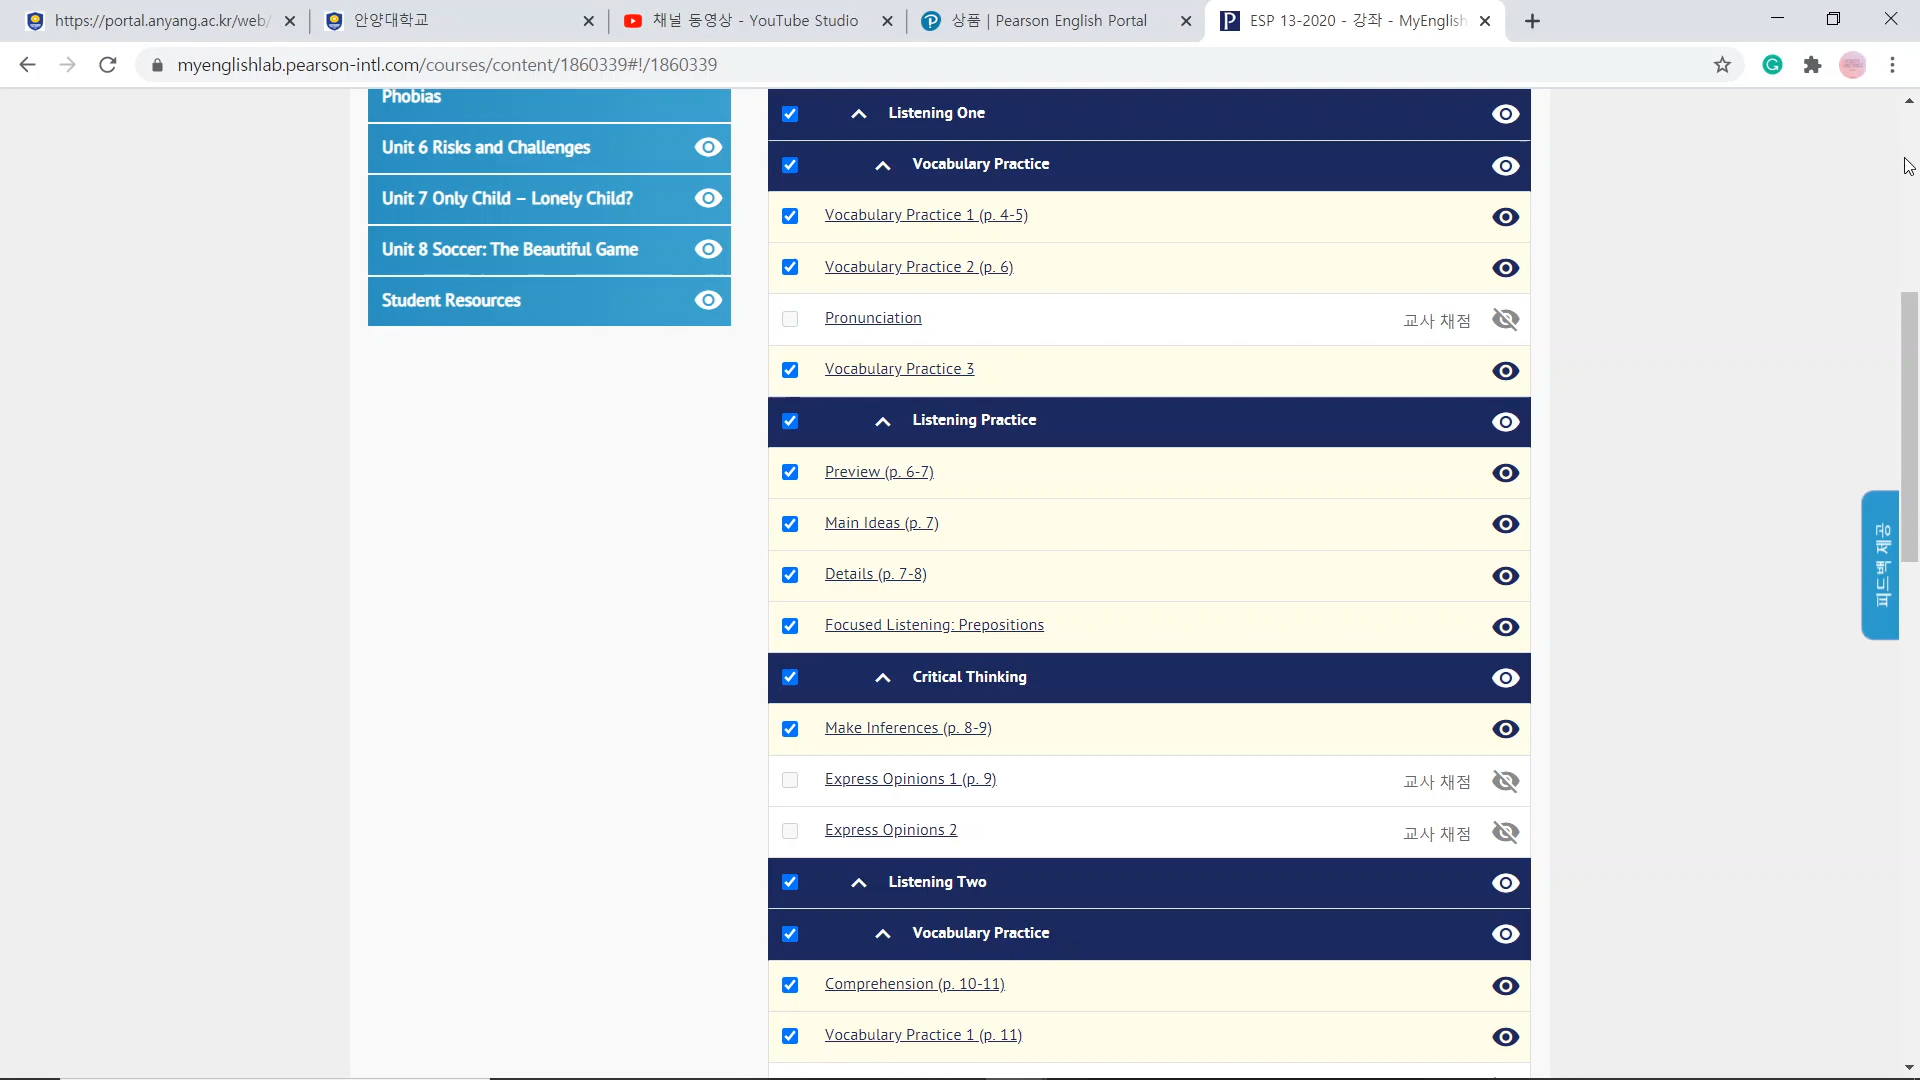 https://portal.anyang.ac.kr/web/
안양대학교
채널 동영상 - YouTube Studio
상품 | Pearson English Portal
ESP 13-2020 - 강좌 - MyEnglish
myenglishlab.pearson-intl.com/courses/content/1860339#!/1860339
Phobias
Unit 6 Risks and Challenges
Unit 7 Only Child – Lonely Child?
Unit 8 Soccer: The Beautiful Game
Student Resources
Listening One
Vocabulary Practice
Vocabulary Practice 1 (p. 4-5)
Vocabulary Practice 2 (p. 6)
Pronunciation 교사 채점
Vocabulary Practice 3
Listening Practice
Preview (p. 6-7)
Main Ideas (p. 7)
Details (p. 7-8)
Focused Listening: Prepositions
Critical Thinking
Make Inferences (p. 8-9)
Express Opinions 1 (p. 9) 교사 채점
Express Opinions 2 교사 채점
Listening Two
Vocabulary Practice
Comprehension (p. 10-11)
Vocabulary Practice 1 (p. 11)
피드백 제공